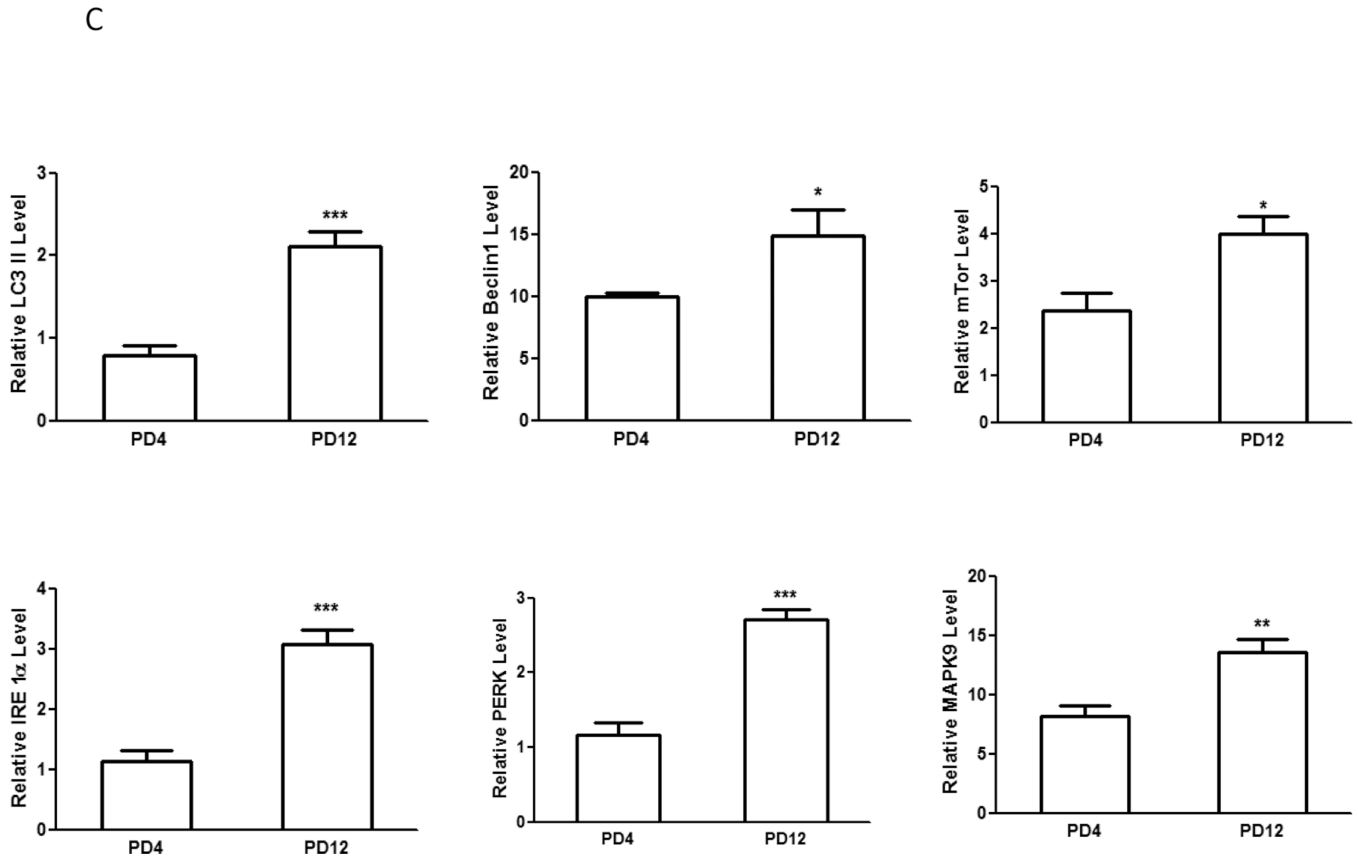 C
Relative LC3 II Level
3
2
1
0
***
PD4 PD12
Relative Beclin1 Level
20
15
10
5
0
*
PD4 PD12
Relative mTor Level
5
4
3
2
1
0
*
PD4 PD12
Relative IRE 1α Level
4
3
2
1
0
***
PD4 PD12
Relative PERK Level
3
2
1
0
***
PD4 PD12
Relative MAPK9 Level
20
15
10
5
0
**
PD4 PD12